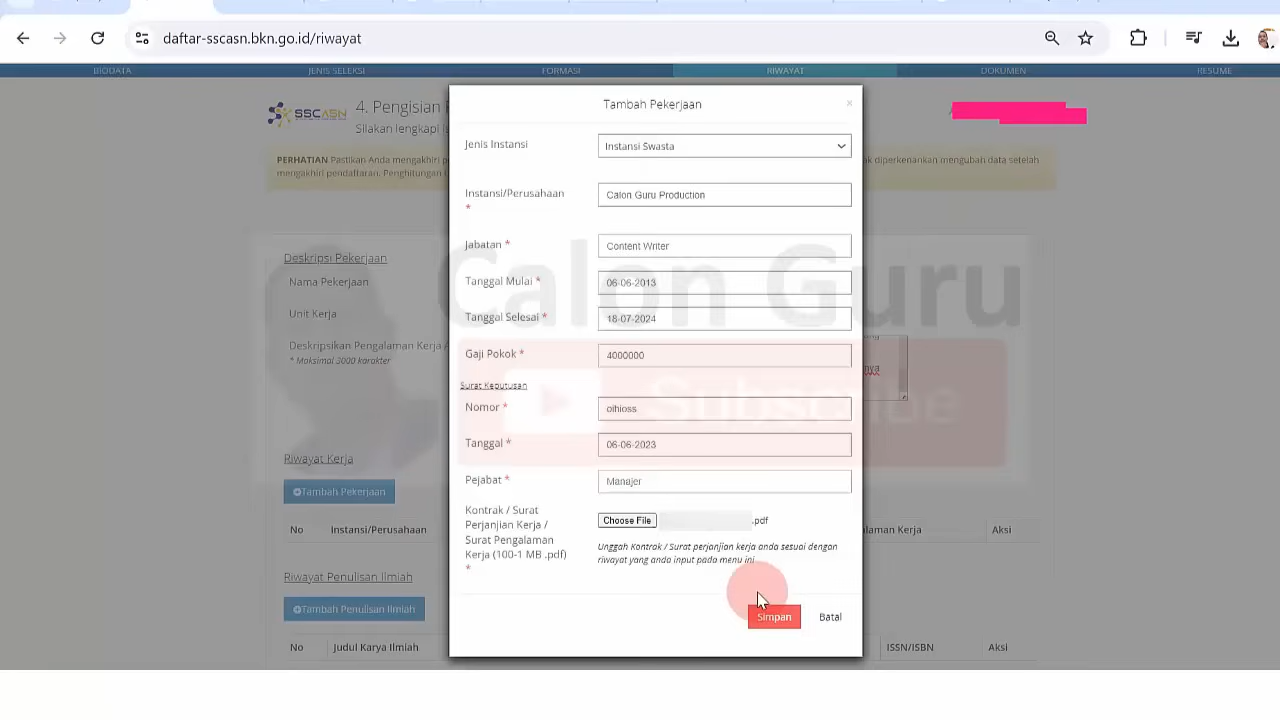 daftar-sscasn.bkn.go.id/riwayat
BIODATA JENIS SELEKSI FORMASI RIWAYAT DOKUMEN RESUME
SSCASN 4. Pengisian
Silakan lengkapi
PERHATIAN Pastikan Anda mengakhiri
k diperkenankan mengubah data setelah
mengakhiri pendaftaran. Penghitungan
Tambah Pekerjaan
×
Jenis Instansi Instansi Swasta
Instansi/Perusahaan * Calon Guru Production
Jabatan * Content Writer
Tanggal Mulai * 06-06-2013
Tanggal Selesai * 18-07-2024
Gaji Pokok * 4000000
Surat Keputusan
Nomor * oihioss
Tanggal * 06-06-2023
Pejabat * Manajer
Kontrak / Surat
Perjanjian Kerja /
Surat Pengalaman
Kerja (100-1 MB .pdf)
*
Choose File .pdf
Unggah Kontrak / Surat perjanjian kerja anda sesuai dengan
riwayat yang anda input pada menu ini
Simpan Batal
Deskripsi Pekerjaan
Nama Pekerjaan
Unit Kerja
Deskripsikan Pengalaman Kerja
* Maksimal 3000 karakter
nya
Riwayat Kerja
Tambah Pekerjaan
No Instansi/Perusahaan alaman Kerja Aksi
Riwayat Penulisan Ilmiah
Tambah Penulisan Ilmiah
No Judul Karya Ilmiah ISSN/ISBN Aksi
Calon Guru
Subscribe